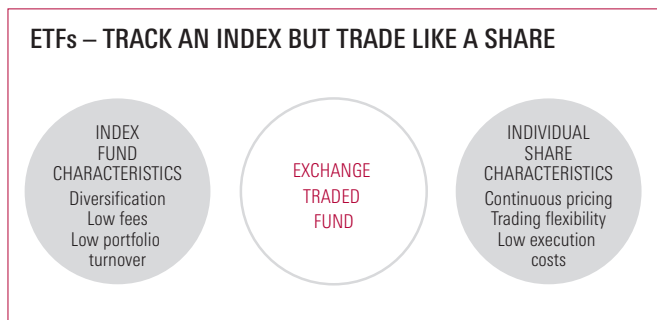 ETFs – TRACK AN INDEX BUT TRADE LIKE A SHARE
INDEX
FUND
CHARACTERISTICS
Diversification
Low fees
Low portfolio
turnover
EXCHANGE
TRADED
FUND
INDIVIDUAL
SHARE
CHARACTERISTICS
Continuous pricing
Trading flexibility
Low execution
costs